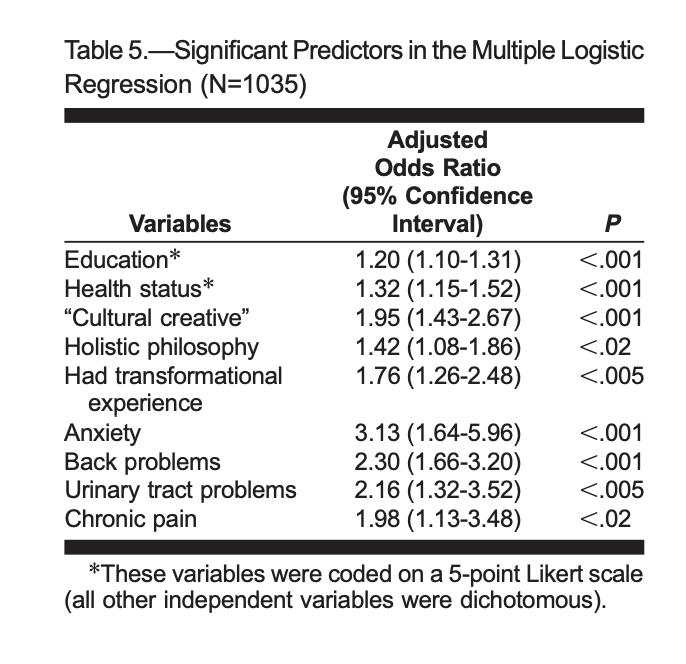 Table 5.—Significant Predictors in the Multiple Logistic
Regression (N=1035)
Adjusted
Odds Ratio
(95% Confidence
Variables Interval) P
Education* 1.20 (1.10-1.31) <.001
Health status* 1.32 (1.15-1.52) <.001
“Cultural creative” 1.95 (1.43-2.67) <.001
Holistic philosophy 1.42 (1.08-1.86) <.02
Had transformational 1.76 (1.26-2.48) <.005
experience
Anxiety 3.13 (1.64-5.96) <.001
Back problems 2.30 (1.66-3.20) <.001
Urinary tract problems 2.16 (1.32-3.52) <.005
Chronic pain 1.98 (1.13-3.48) <.02
*These variables were coded on a 5-point Likert scale
(all other independent variables were dichotomous).